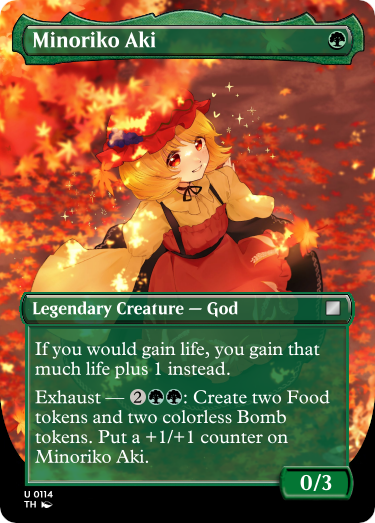 Minoriko Aki
Legendary Creature — God
If you would gain life, you gain that
much life plus 1 instead.
Exhaust — 2: Create two Food
tokens and two colorless Bomb
tokens. Put a +1/+1 counter on
Minoriko Aki.
0/3
U 0114
TH